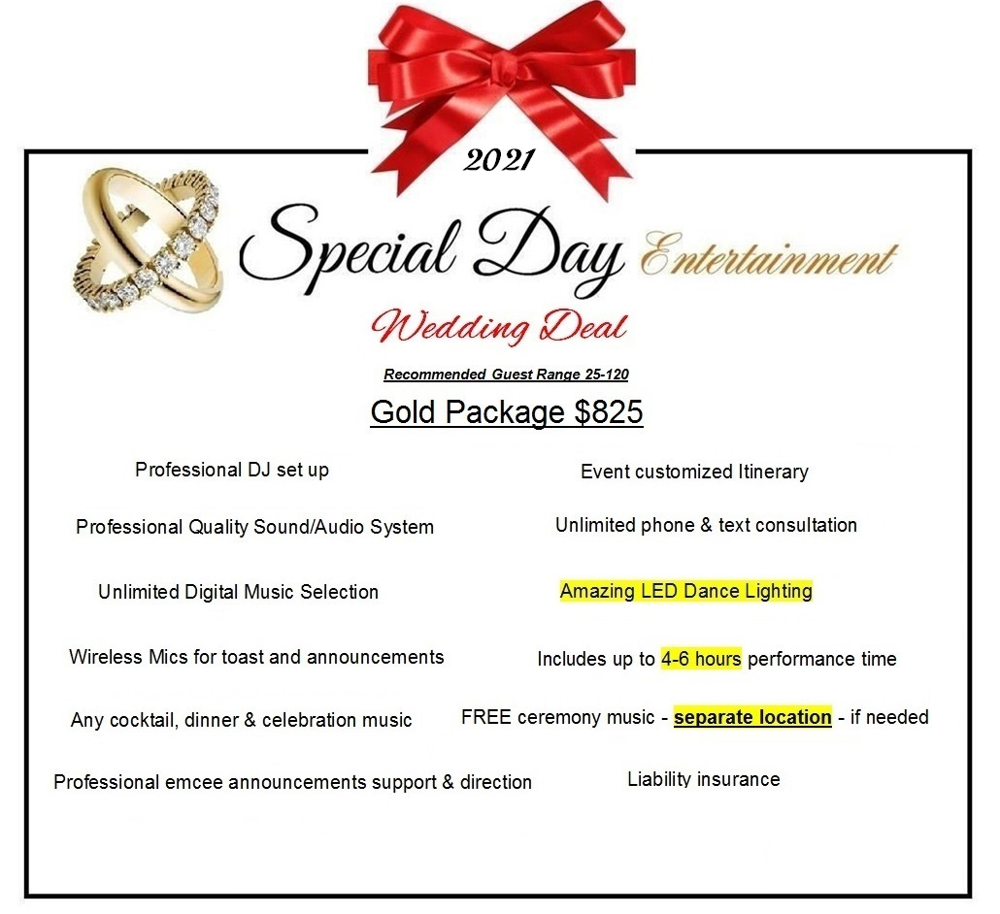 2021
Special Day Entertainment
Wedding Deal
Recommended Guest Range 25-120
Gold Package $825
Professional DJ set up
Event customized Itinerary
Professional Quality Sound/Audio System
Unlimited phone & text consultation
Unlimited Digital Music Selection
Amazing LED Dance Lighting
Wireless Mics for toast and announcements
Includes up to 4-6 hours performance time
Any cocktail, dinner & celebration music
FREE ceremony music - separate location - if needed
Professional emcee announcements support & direction
Liability insurance